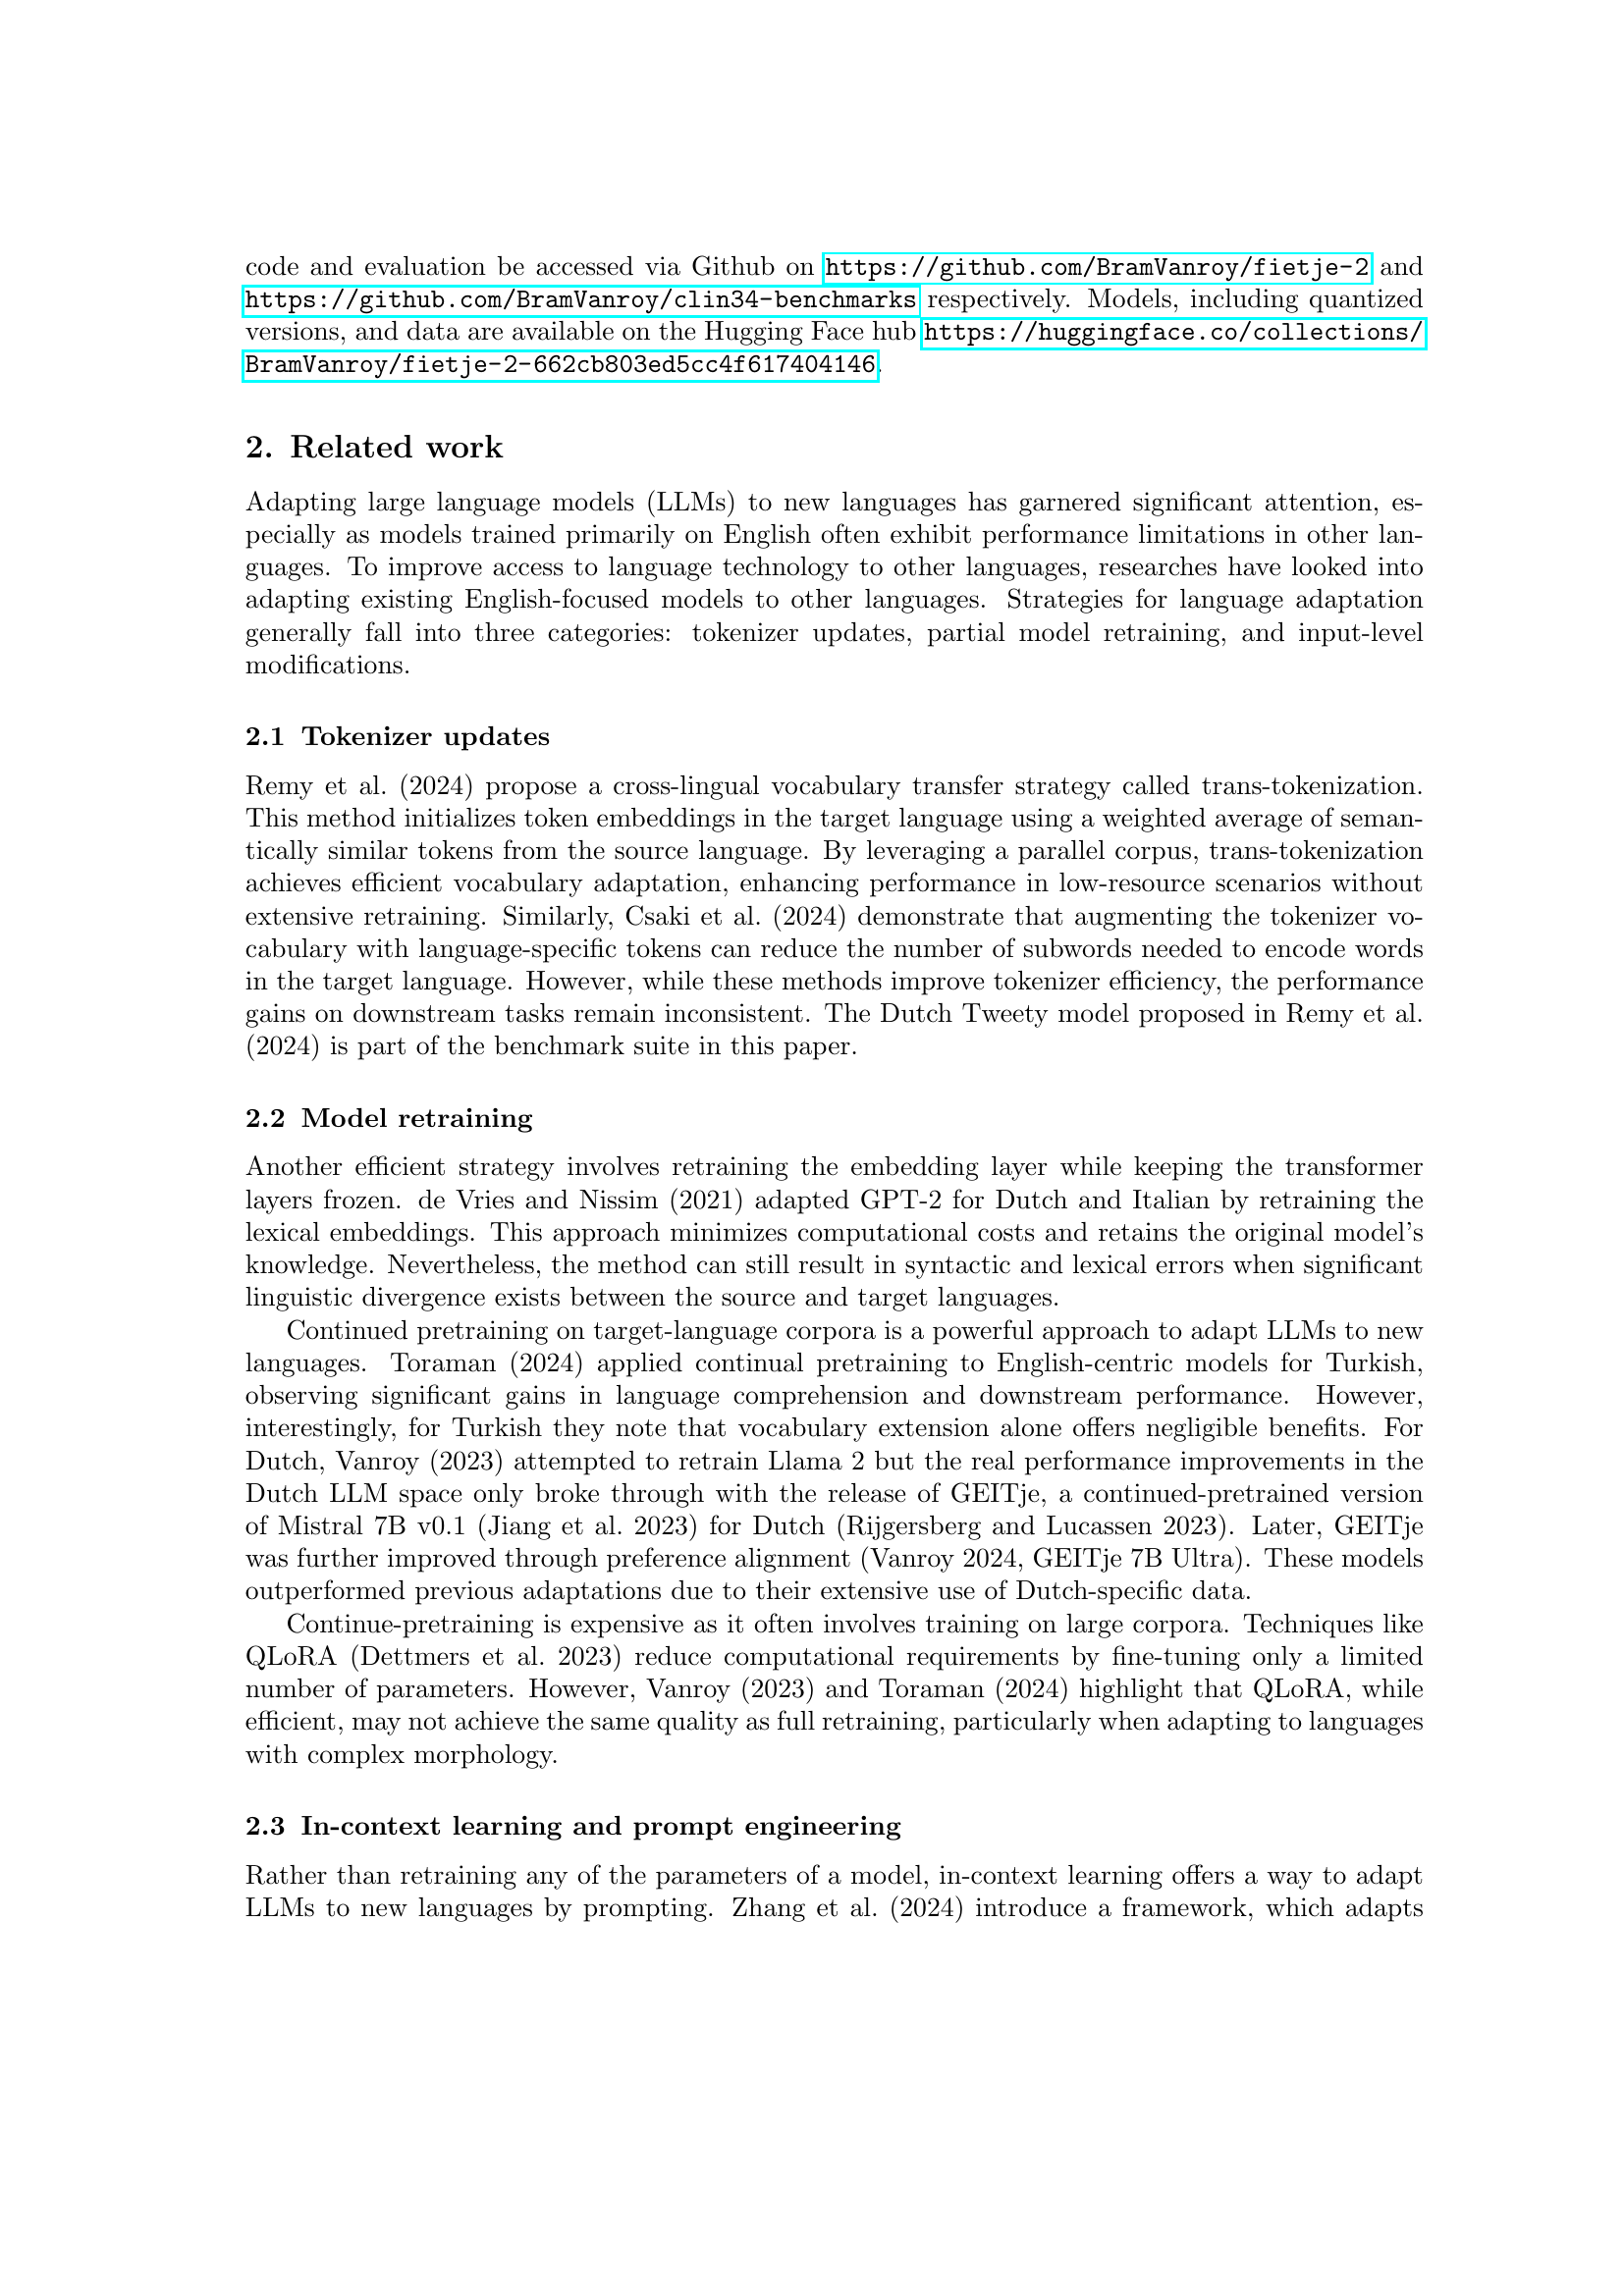 code and evaluation be accessed via Github on https://github.com/BramVanroy/fietje-2 and
https://github.com/BramVanroy/clin34-benchmarks respectively. Models, including quantized
versions, and data are available on the Hugging Face hub https://huggingface.co/collections/
BramVanroy/fietje-2-662cb803ed5cc4f617404146.
2. Related work
Adapting large language models (LLMs) to new languages has garnered significant attention, es-
pecially as models trained primarily on English often exhibit performance limitations in other lan-
guages. To improve access to language technology to other languages, researches have looked into
adapting existing English-focused models to other languages. Strategies for language adaptation
generally fall into three categories: tokenizer updates, partial model retraining, and input-level
modifications.
2.1 Tokenizer updates
Remy et al. (2024) propose a cross-lingual vocabulary transfer strategy called trans-tokenization.
This method initializes token embeddings in the target language using a weighted average of seman-
tically similar tokens from the source language. By leveraging a parallel corpus, trans-tokenization
achieves efficient vocabulary adaptation, enhancing performance in low-resource scenarios without
extensive retraining. Similarly, Csaki et al. (2024) demonstrate that augmenting the tokenizer vo-
cabulary with language-specific tokens can reduce the number of subwords needed to encode words
in the target language. However, while these methods improve tokenizer efficiency, the performance
gains on downstream tasks remain inconsistent. The Dutch Tweety model proposed in Remy et al.
(2024) is part of the benchmark suite in this paper.
2.2 Model retraining
Another efficient strategy involves retraining the embedding layer while keeping the transformer
layers frozen. de Vries and Nissim (2021) adapted GPT-2 for Dutch and Italian by retraining the
lexical embeddings. This approach minimizes computational costs and retains the original model's
knowledge. Nevertheless, the method can still result in syntactic and lexical errors when significant
linguistic divergence exists between the source and target languages.
Continued pretraining on target-language corpora is a powerful approach to adapt LLMs to new
languages. Toraman (2024) applied continual pretraining to English-centric models for Turkish,
observing significant gains in language comprehension and downstream performance. However,
interestingly, for Turkish they note that vocabulary extension alone offers negligible benefits. For
Dutch, Vanroy (2023) attempted to retrain Llama 2 but the real performance improvements in the
Dutch LLM space only broke through with the release of GEITje, a continued-pretrained version
of Mistral 7B v0.1 (Jiang et al. 2023) for Dutch (Rijgersberg and Lucassen 2023). Later, GEITje
was further improved through preference alignment (Vanroy 2024, GEITje 7B Ultra). These models
outperformed previous adaptations due to their extensive use of Dutch-specific data.
Continue-pretraining is expensive as it often involves training on large corpora. Techniques like
QLoRA (Dettmers et al. 2023) reduce computational requirements by fine-tuning only a limited
number of parameters. However, Vanroy (2023) and Toraman (2024) highlight that QLoRA, while
efficient, may not achieve the same quality as full retraining, particularly when adapting to languages
with complex morphology.
2.3 In-context learning and prompt engineering
Rather than retraining any of the parameters of a model, in-context learning offers a way to adapt
LLMs to new languages by prompting. Zhang et al. (2024) introduce a framework, which adapts